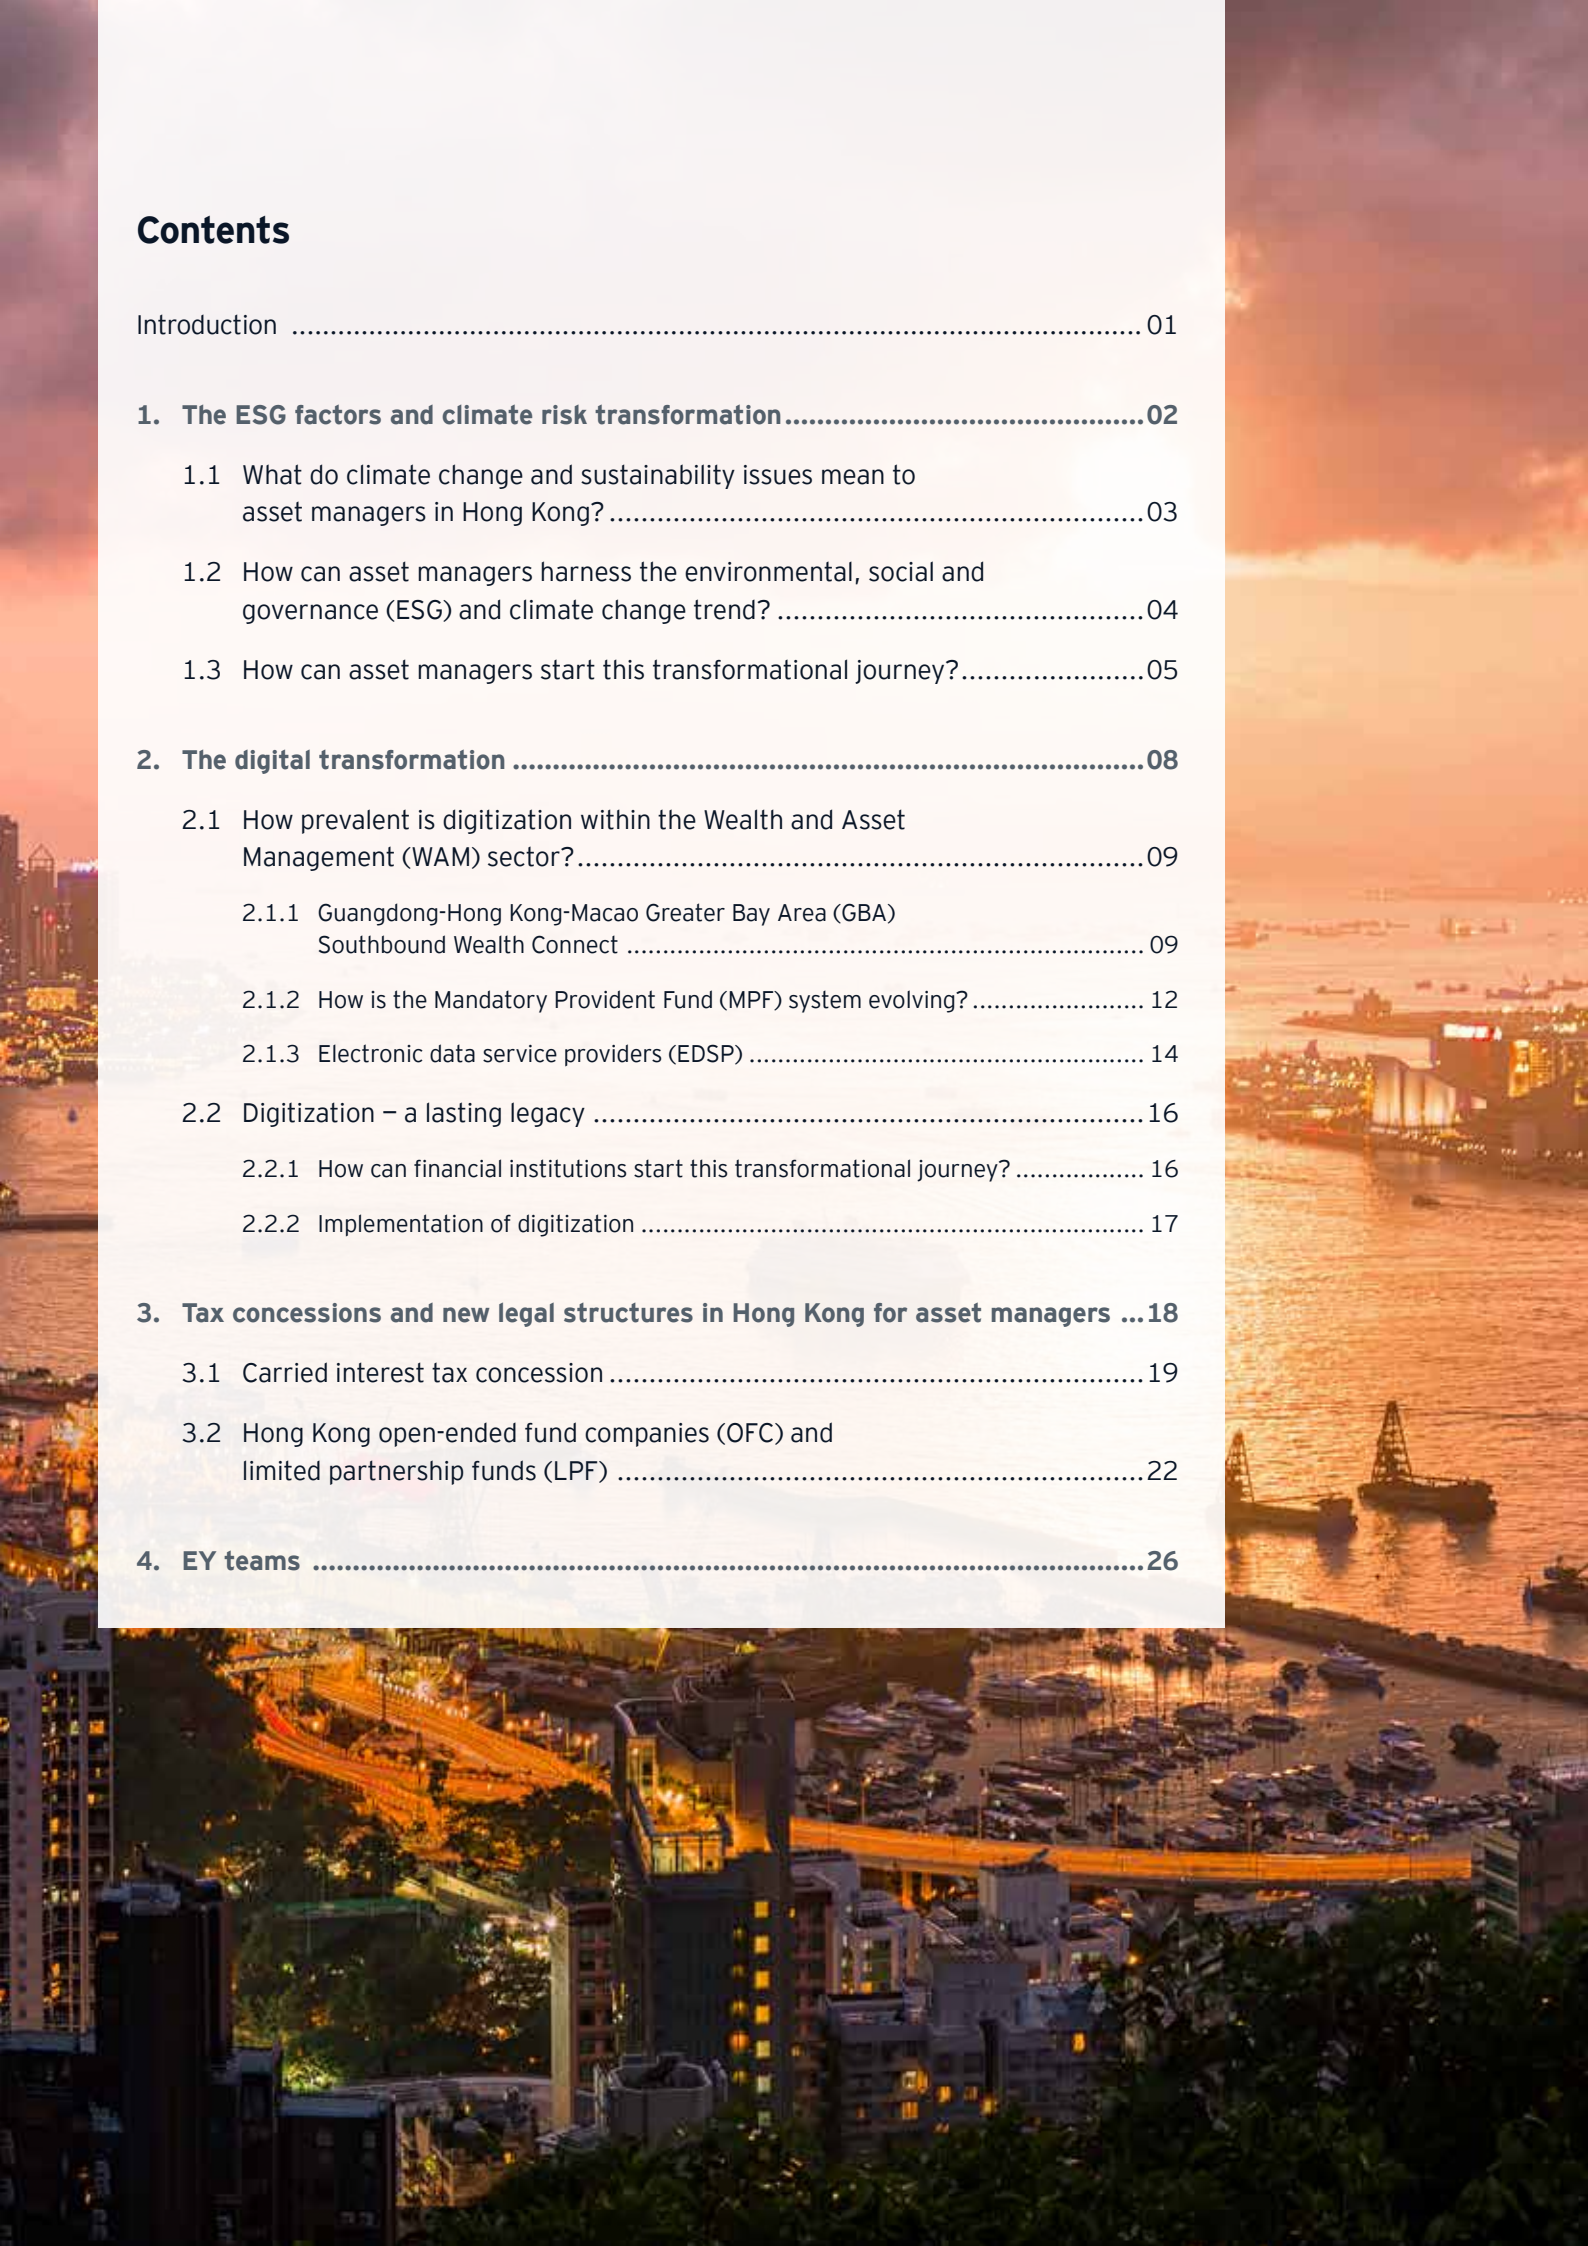 Contents
Introduction ........ 01
1. The ESG factors and climate risk transformation ........ 02
1.1 What do climate change and sustainability issues mean to
asset managers in Hong Kong? ........ 03
1.2 How can asset managers harness the environmental, social and
governance (ESG) and climate change trend? ........ 04
1.3 How can asset managers start this transformational journey? ........ 05
2. The digital transformation ........ 08
2.1 How prevalent is digitization within the Wealth and Asset
Management (WAM) sector? ........ 09
2.1.1 Guangdong-Hong Kong-Macao Greater Bay Area (GBA)
Southbound Wealth Connect ........ 09
2.1.2 How is the Mandatory Provident Fund (MPF) system evolving? ........ 12
2.1.3 Electronic data service providers (EDSP) ........ 14
2.2 Digitization – a lasting legacy ........ 16
2.2.1 How can financial institutions start this transformational journey? ........ 16
2.2.2 Implementation of digitization ........ 17
3. Tax concessions and new legal structures in Hong Kong for asset managers ... 18
3.1 Carried interest tax concession ........ 19
3.2 Hong Kong open-ended fund companies (OFC) and
limited partnership funds (LPF) ........ 22
4. EY teams ........ 26